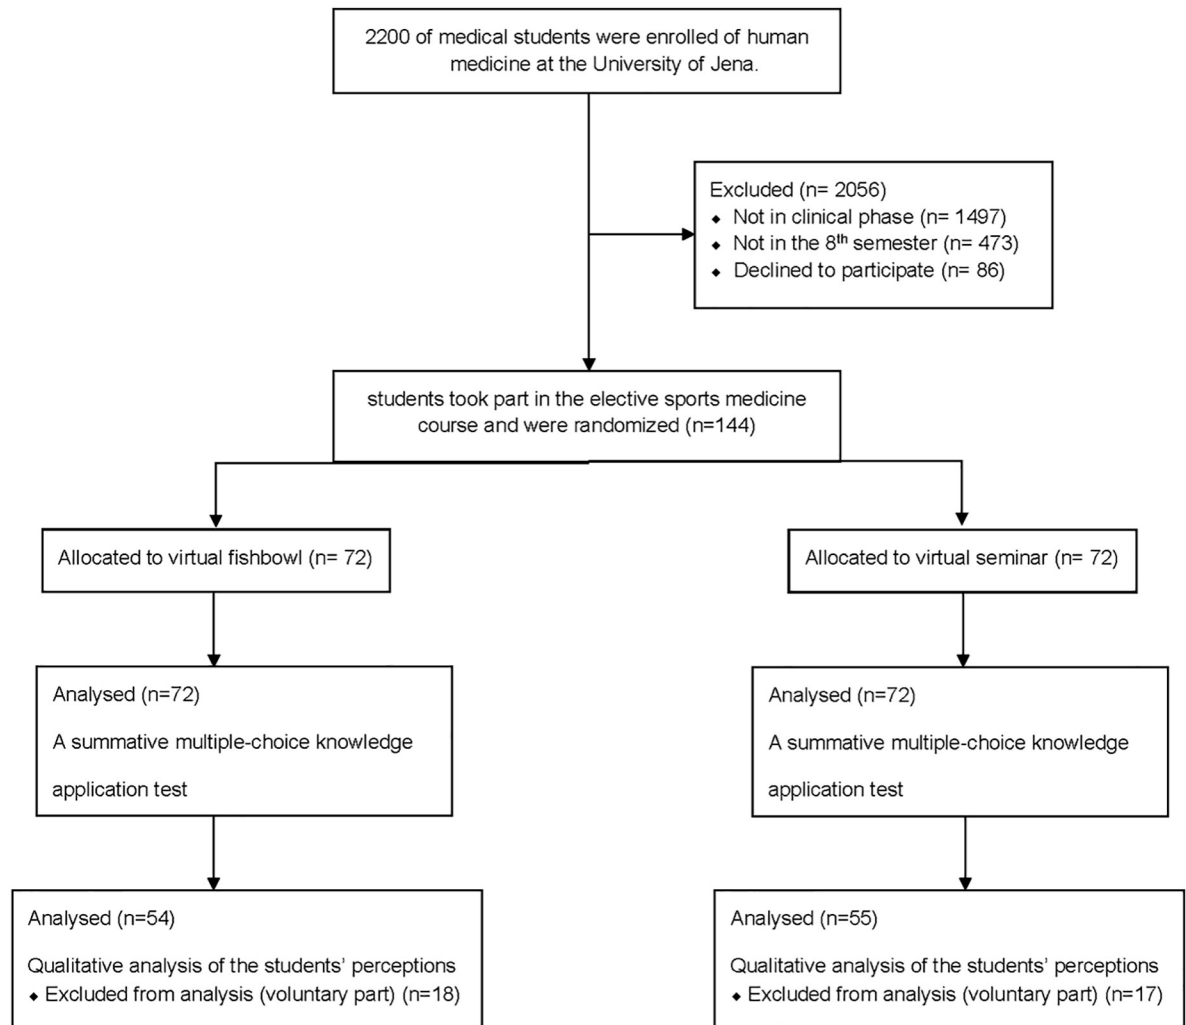 2200 of medical students were enrolled of human
medicine at the University of Jena.
Excluded (n= 2056)
⬥ Not in clinical phase (n= 1497)
⬥ Not in the 8th semester (n= 473)
⬥ Declined to participate (n= 86)
students took part in the elective sports medicine
course and were randomized (n=144)
Allocated to virtual fishbowl (n= 72)
Allocated to virtual seminar (n= 72)
Analysed (n=72)
A summative multiple-choice knowledge
application test
Analysed (n=72)
A summative multiple-choice knowledge
application test
Analysed (n=54)
Qualitative analysis of the students’ perceptions
⬥ Excluded from analysis (voluntary part) (n=18)
Analysed (n=55)
Qualitative analysis of the students’ perceptions
⬥ Excluded from analysis (voluntary part) (n=17)